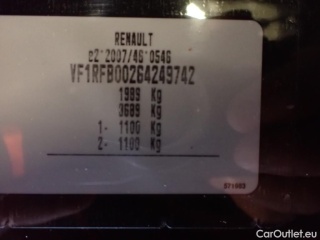 RENAULT
e2*2007/46*0546
VF1RFB00264249742
1989 Kg
3689 Kg
1- 1100 Kg
2- 1100 Kg
CarOutlet.eu